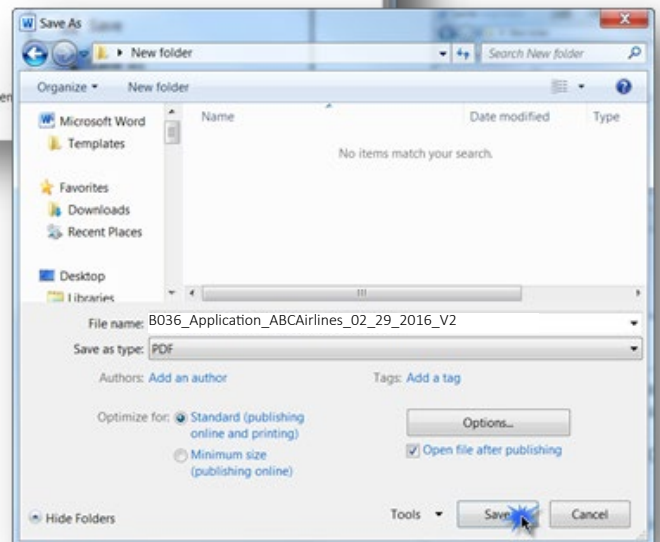 Save As
New folder
Search New folder
Organize
New folder
Microsoft Word
Templates
Favorites
Downloads
Recent Places
Desktop
Libraries
Name
Date modified
Type
No items match your search.
File name: B036_Application_ABCAirlines_02_29_2016_V2
Save as type: PDF
Authors: Add an author
Tags: Add a tag
Optimize for:
Standard (publishing
online and printing)
Minimum size
(publishing online)
Options...
Open file after publishing
Hide Folders
Tools
Save
Cancel